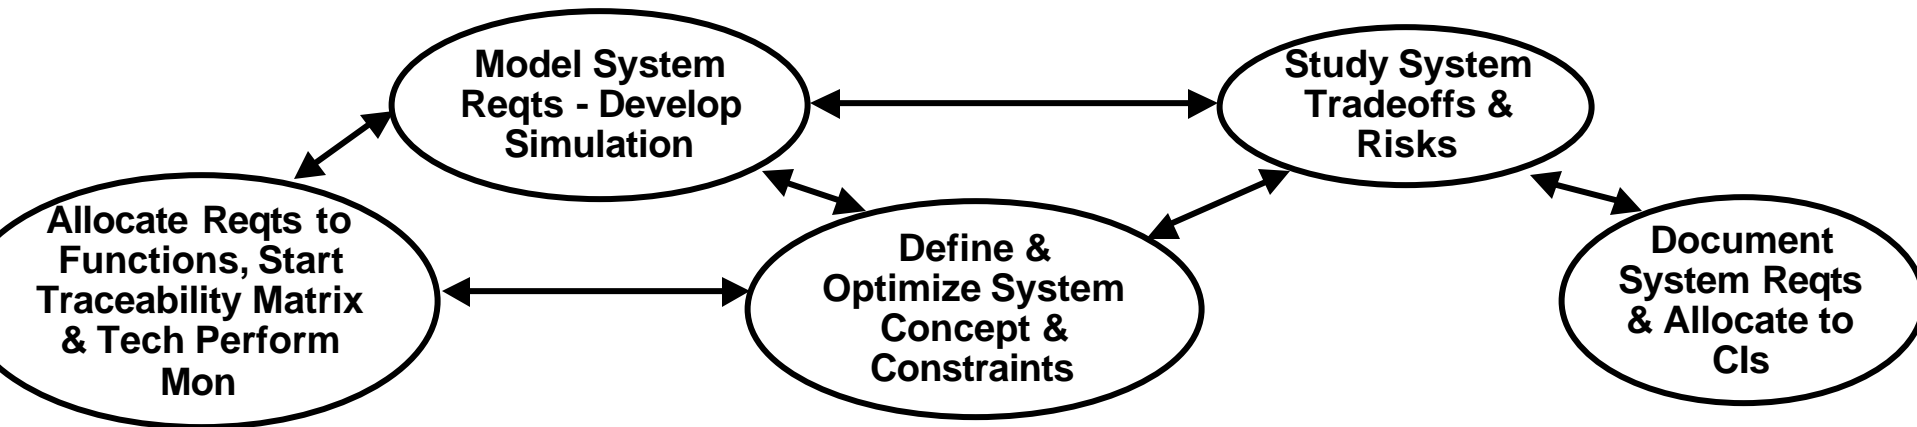 Model System
Reqts - Develop
Simulation
Study System
Tradeoffs &
Risks
Allocate Reqts to
Functions, Start
Traceability Matrix
& Tech Perform
Mon
Define &
Optimize System
Concept &
Constraints
Document
System Reqts
& Allocate to
CIs